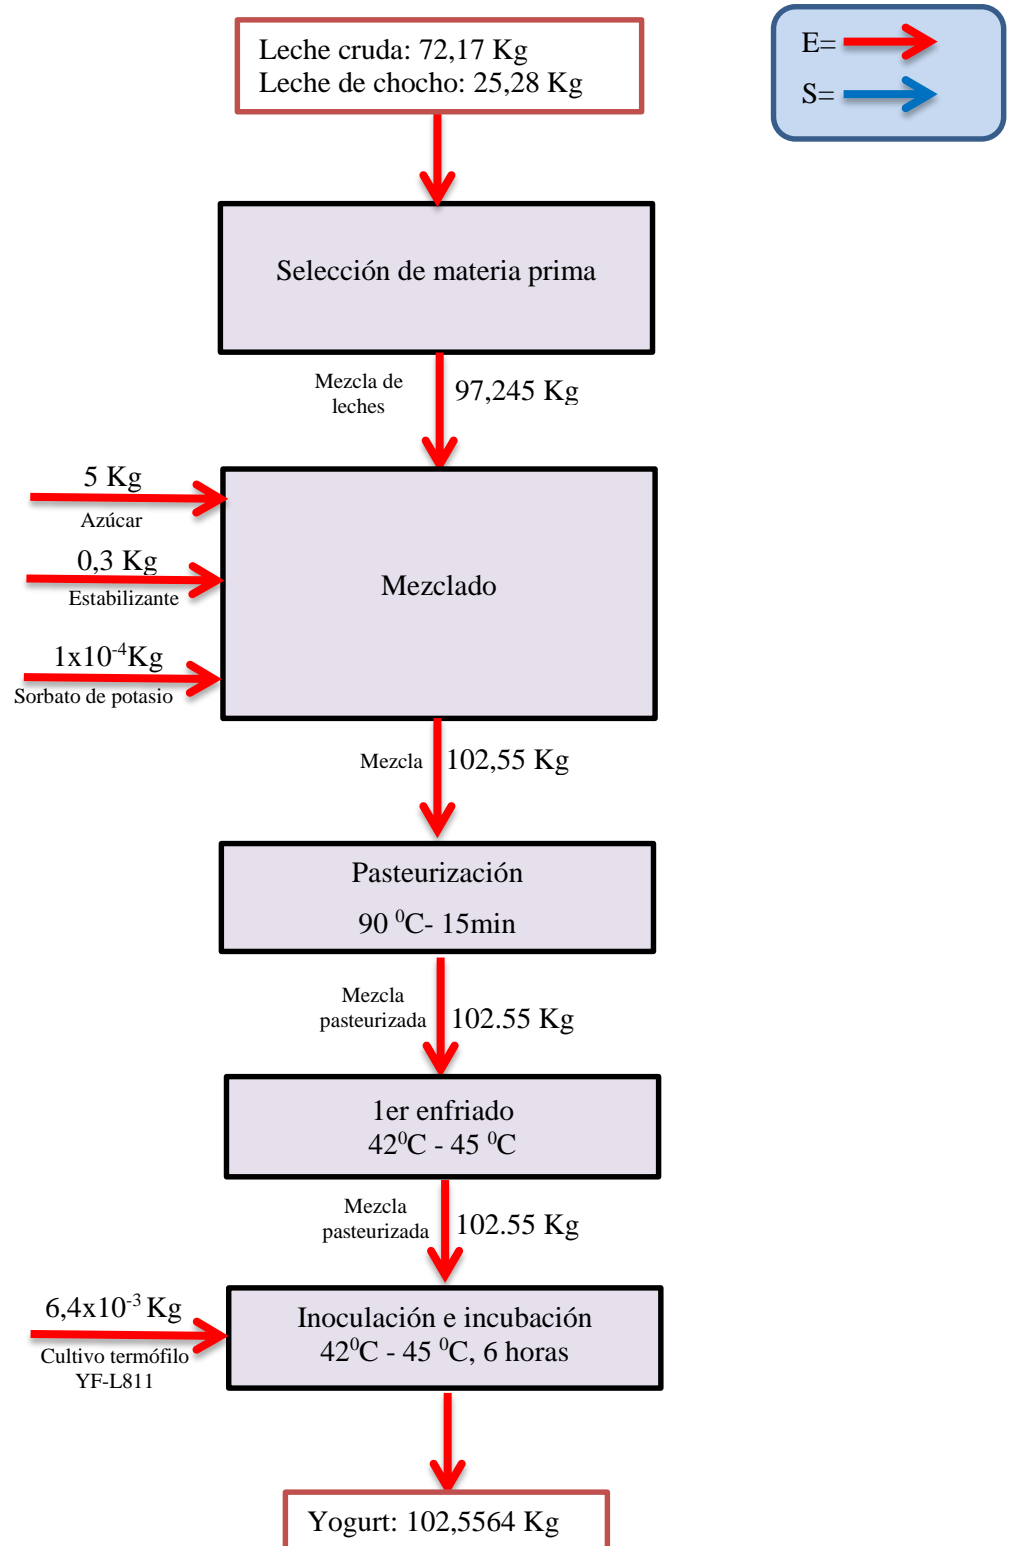 Leche cruda: 72,17 Kg
Leche de chocho: 25,28 Kg
E=
S=
Selección de materia prima
Mezcla de
leches
97,245 Kg
5 Kg
Azúcar
0,3 Kg
Estabilizante
1x10⁻⁴Kg
Sorbato de potasio
Mezclado
Mezcla
102,55 Kg
Pasteurización
90 ⁰C- 15min
Mezcla
pasteurizada
102.55 Kg
1er enfriado
42⁰C - 45 ⁰C
Mezcla
pasteurizada
102.55 Kg
6,4x10⁻³ Kg
Cultivo termófilo
YF-L811
Inoculación e incubación
42⁰C - 45 ⁰C, 6 horas
Yogurt: 102,5564 Kg